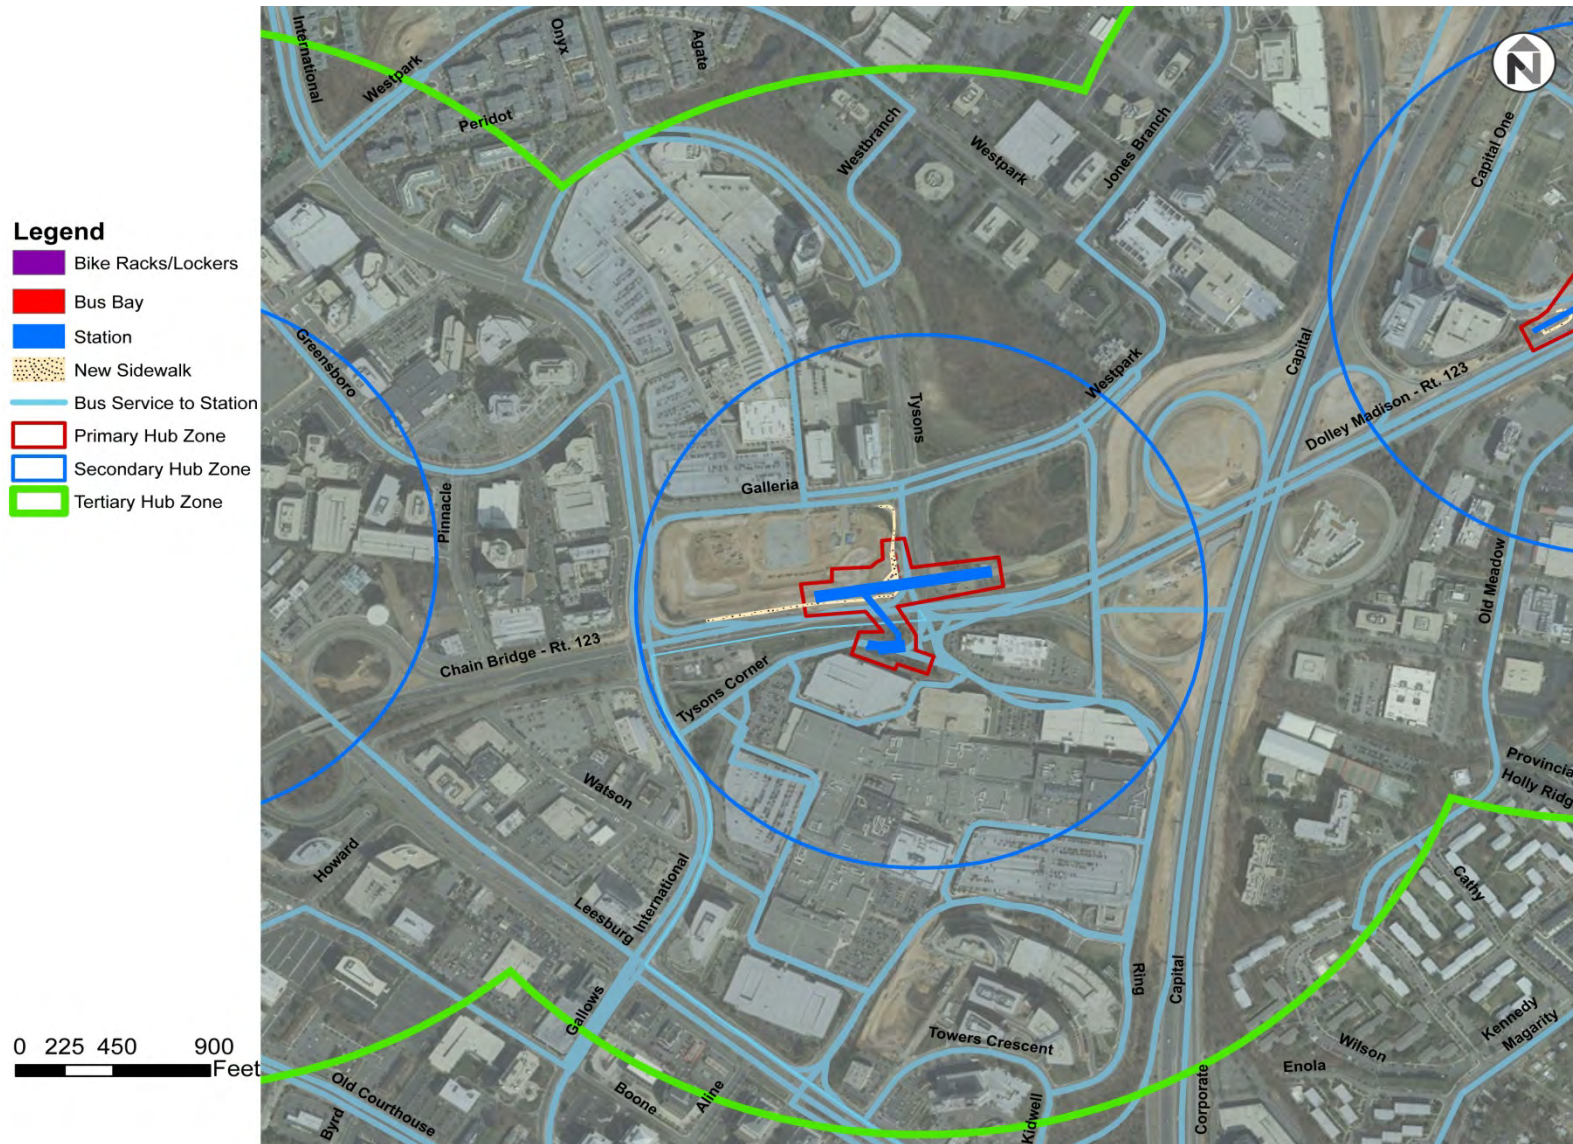 Legend
Bike Racks/Lockers
Bus Bay
Station
New Sidewalk
Bus Service to Station
Primary Hub Zone
Secondary Hub Zone
Tertiary Hub Zone
0 225 450 900
Feet
N
International
Westpark
Onyx
Agate
Peridot
Westbranch
Westpark
Jones Branch
Capital One
Greensboro
Capital
Westpark
Dolley Madison - Rt. 123
Tysons
Galleria
Pinnacle
Old Meadow
Chain Bridge - Rt. 123
Tysons Corner
Watson
Provincia
Holly Ridg
Howard
International
Leesburg
Cathy
Ring
Capital
Gallows
Towers Crescent
Kennedy
Magarity
Wilson
Enola
Old Courthouse
Byrd
Boone
Aline
Kidwell
Corporate